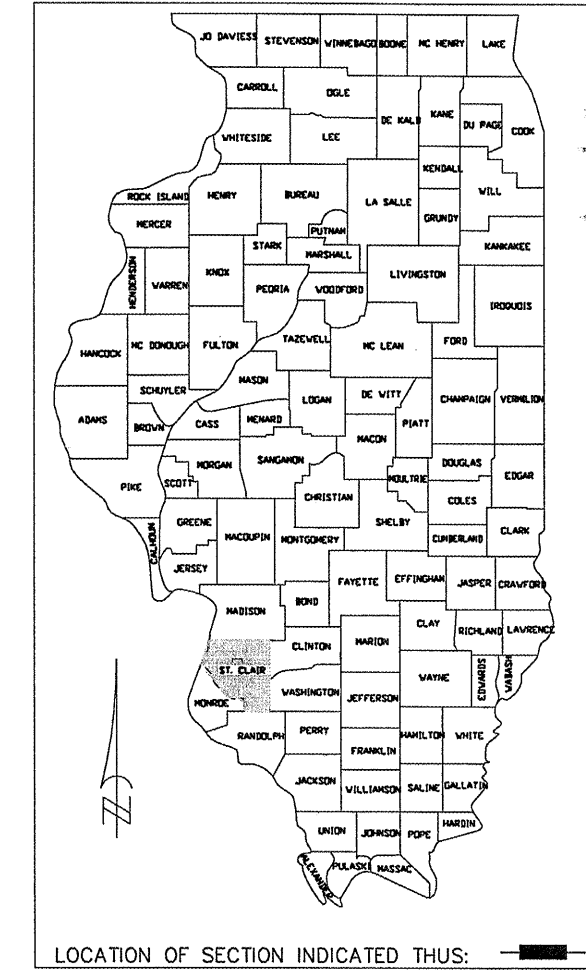 JO DAVIESS STEVENSON WINNEBAGO BOONE MC HENRY LAKE
CARROLL OGLE DE KALB KANE DU PAGE COOK
WHITESIDE LEE
KENDALL WILL
ROCK ISLAND HENRY BUREAU LA SALLE GRUNDY
MERCER PUTNAM
STARK MARSHALL KANKAKEE
HENDERSON WARREN KNOX PEORIA WOODFORD LIVINGSTON
IROQUOIS
HANCOCK MC DONOUGH FULTON TAZEWELL MC LEAN FORD
MASON
SCHUYLER LOGAN DE WITT CHAMPAIGN VERMILION
ADAMS BROWN CASS MENARD MACON PIATT
MORGAN SANGAMON DOUGLAS EDGAR
PIKE SCOTT CHRISTIAN MOULTRIE COLES
GREENE SHELBY
CALHOUN MACOUPIN MONTGOMERY CUMBERLAND CLARK
JERSEY FAYETTE EFFINGHAM JASPER CRAWFORD
MADISON BOND CLAY RICHLAND LAWRENCE
CLINTON MARION
ST. CLAIR WAYNE EDWARDS WABASH
MONROE WASHINGTON JEFFERSON
RANDOLPH PERRY HAMILTON WHITE
FRANKLIN
JACKSON WILLIAMSON SALINE GALLATIN
UNION JOHNSON POPE HARDIN
ALEXANDER PULASKI MASSAC
LOCATION OF SECTION INDICATED THUS: